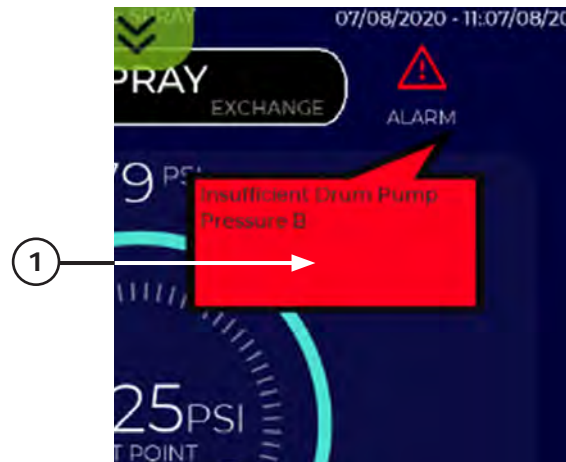 SPRAY
07/08/2020 - 11:07/08/20
PRAY
EXCHANGE
ALARM
79 PSI
Insufficient Drum Pump
Pressure B
1
25PSI
T POINT